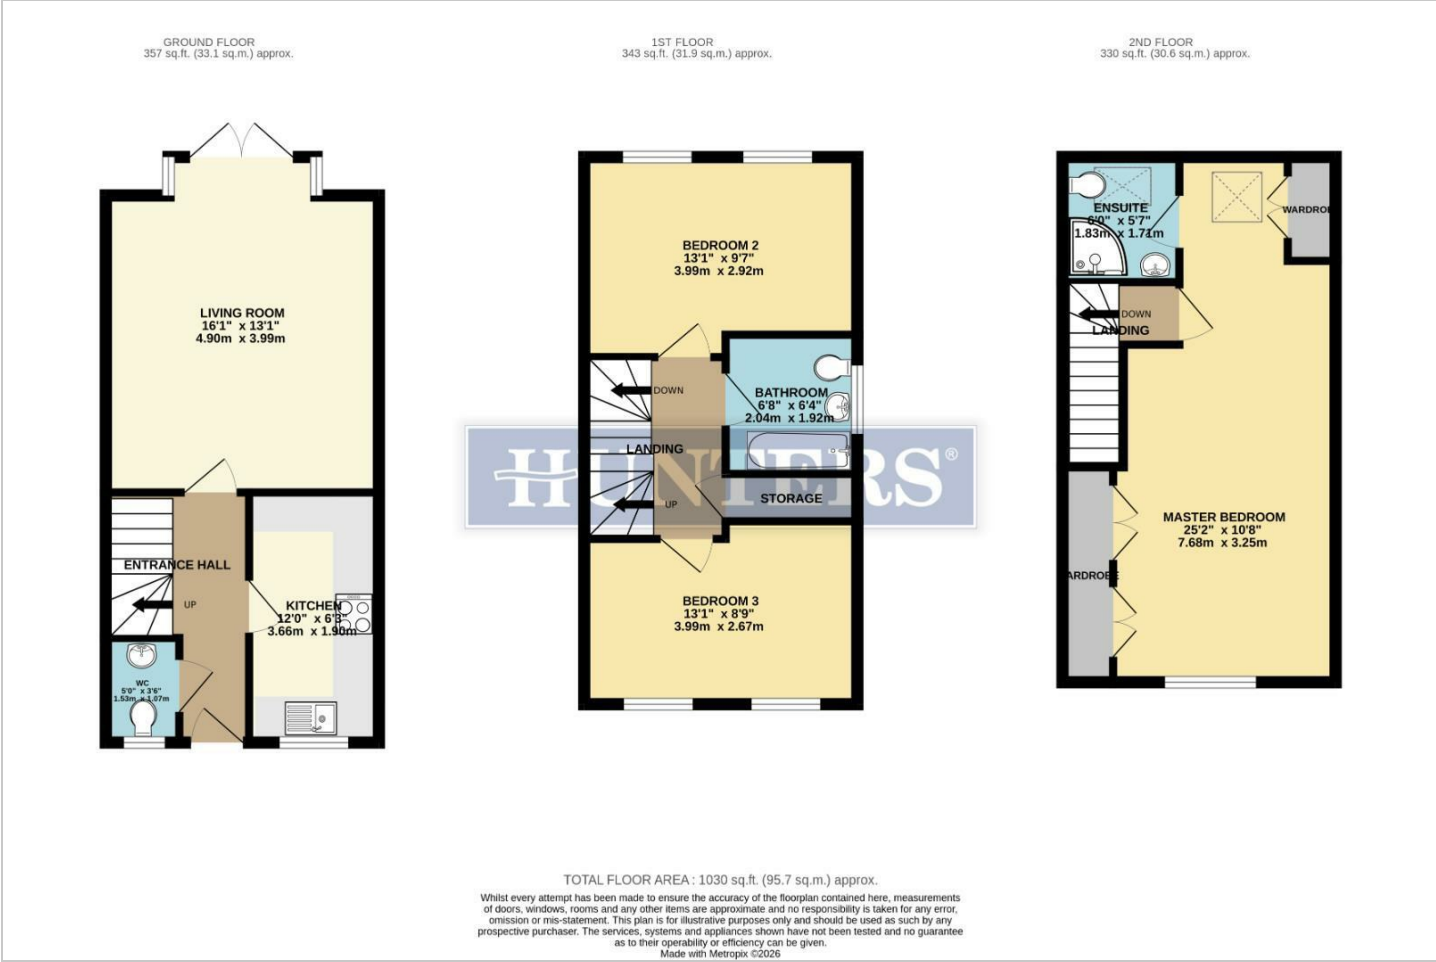 GROUND FLOOR
357 sq.ft. (33.1 sq.m.) approx.
1ST FLOOR
343 sq.ft. (31.9 sq.m.) approx.
2ND FLOOR
330 sq.ft. (30.6 sq.m.) approx.
LIVING ROOM
16'1" x 13'1"
4.90m x 3.99m
ENTRANCE HALL
UP
KITCHEN
12'0" x 6'3"
3.66m x 1.90m
WC
5'0" x 3'6"
1.53m x 1.07m
BEDROOM 2
13'1" x 9'7"
3.99m x 2.92m
DOWN
BATHROOM
6'8" x 6'4"
2.04m x 1.92m
LANDING
HUNTERS®
UP
STORAGE
BEDROOM 3
13'1" x 8'9"
3.99m x 2.67m
ENSUITE
6'0" x 5'7"
1.83m x 1.71m
WARDROB
DOWN
LANDING
MASTER BEDROOM
25'2" x 10'8"
7.68m x 3.25m
ARDROBE
TOTAL FLOOR AREA : 1030 sq.ft. (95.7 sq.m.) approx.
Whilst every attempt has been made to ensure the accuracy of the floorplan contained here, measurements
of doors, windows, rooms and any other items are approximate and no responsibility is taken for any error,
omission or mis-statement. This plan is for illustrative purposes only and should be used as such by any
prospective purchaser. The services, systems and appliances shown have not been tested and no guarantee
as to their operability or efficiency can be given.
Made with Metropix ©2026